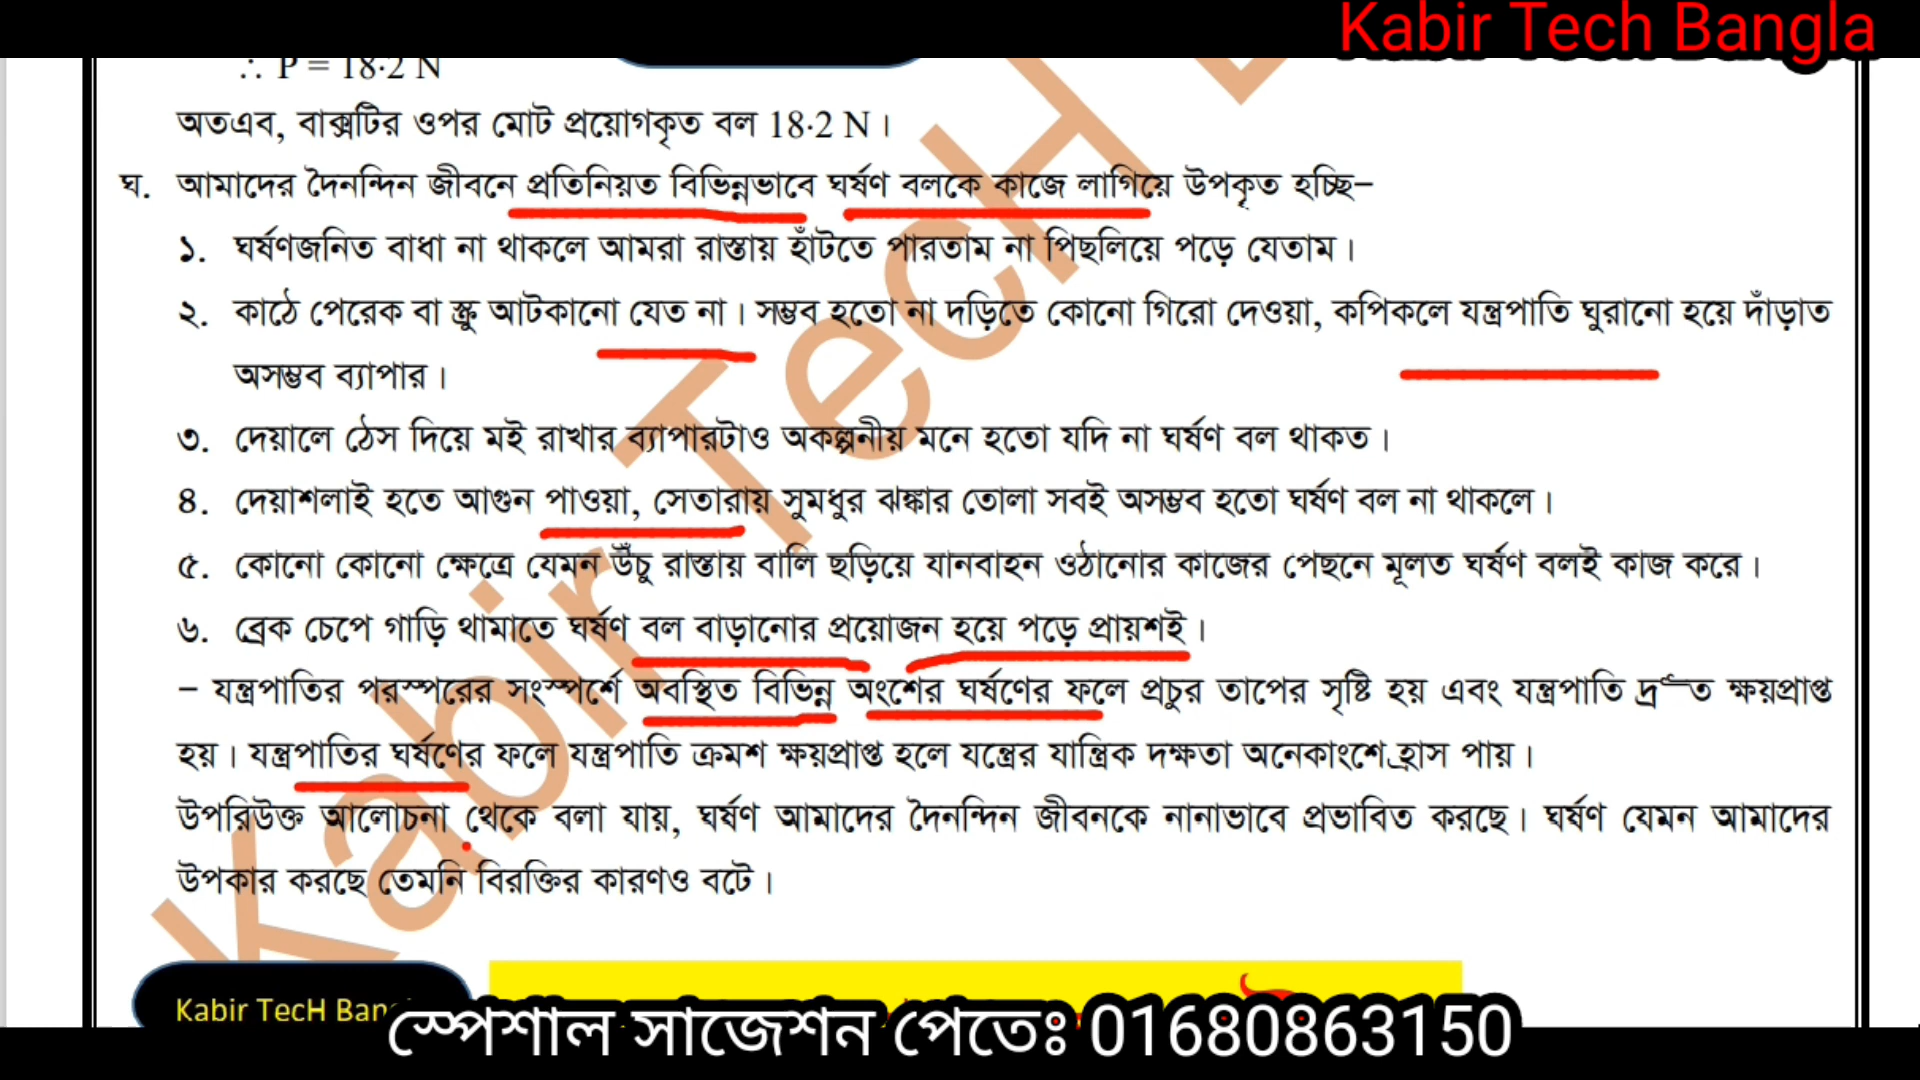 Kabir Tech Bangla
∴ P = 18·2 N
অতএব, বাক্সটির ওপর মোট প্রয়োগকৃত বল 18·2 N।
ঘ. আমাদের দৈনন্দিন জীবনে প্রতিনিয়ত বিভিন্নভাবে ঘর্ষণ বলকে কাজে লাগিয়ে উপকৃত হচ্ছি–
১. ঘর্ষণজনিত বাধা না থাকলে আমরা রাস্তায় হাঁটতে পারতাম না পিছলিয়ে পড়ে যেতাম।
২. কাঠে পেরেক বা স্ক্রু আটকানো যেত না। সম্ভব হতো না দড়িতে কোনো গিরো দেওয়া, কপিকলে যন্ত্রপাতি ঘুরানো হয়ে দাঁড়াত
অসম্ভব ব্যাপার।
৩. দেয়ালে ঠেস দিয়ে মই রাখার ব্যাপারটাও অকল্পনীয় মনে হতো যদি না ঘর্ষণ বল থাকত।
৪. দেয়াশলাই হতে আগুন পাওয়া, সেতারায় সুমধুর ঝঙ্কার তোলা সবই অসম্ভব হতো ঘর্ষণ বল না থাকলে।
৫. কোনো কোনো ক্ষেত্রে যেমন উঁচু রাস্তায় বালি ছড়িয়ে যানবাহন ওঠানোর কাজের পেছনে মূলত ঘর্ষণ বলই কাজ করে।
৬. ব্রেক চেপে গাড়ি থামাতে ঘর্ষণ বল বাড়ানোর প্রয়োজন হয়ে পড়ে প্রায়শই।
– যন্ত্রপাতির পরস্পরের সংস্পর্শে অবস্থিত বিভিন্ন অংশের ঘর্ষণের ফলে প্রচুর তাপের সৃষ্টি হয় এবং যন্ত্রপাতি দ্রুত ক্ষয়প্রাপ্ত
হয়। যন্ত্রপাতির ঘর্ষণের ফলে যন্ত্রপাতি ক্রমশ ক্ষয়প্রাপ্ত হলে যন্ত্রের যান্ত্রিক দক্ষতা অনেকাংশে হ্রাস পায়।
উপরিউক্ত আলোচনা থেকে বলা যায়, ঘর্ষণ আমাদের দৈনন্দিন জীবনকে নানাভাবে প্রভাবিত করছে। ঘর্ষণ যেমন আমাদের
উপকার করছে তেমনি বিরক্তির কারণও বটে।
Kabir TecH
স্পেশাল সাজেশন পেতেঃ 01680863150